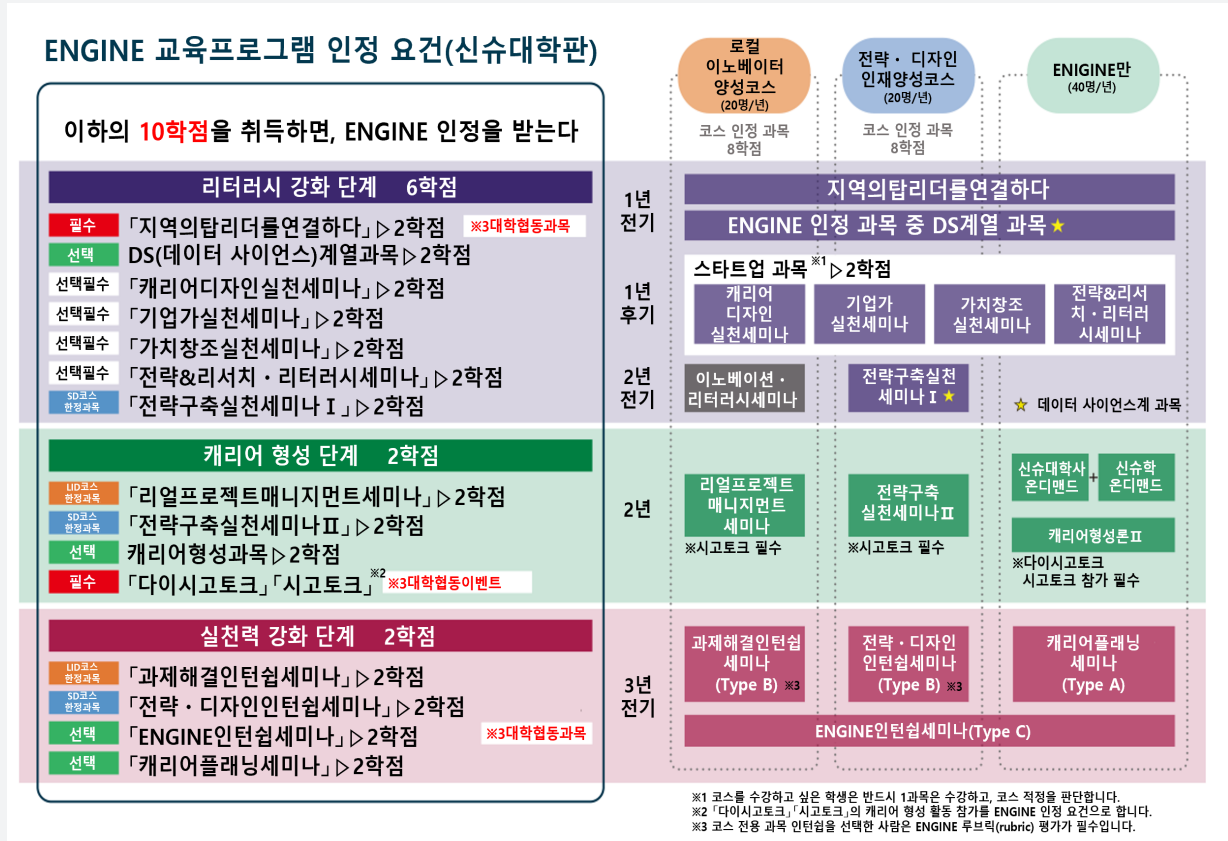 ENGINE 교육프로그램 인정 요건(신슈대학판)
이하의 10학점을 취득하면, ENGINE 인정을 받는다
리터러시 강화 단계 6학점
필수 「지역의탑리더를연결하다」▷2학점 ※3대학협동과목
선택 DS(데이터 사이언스)계열과목▷2학점
선택필수 「캐리어디자인실천세미나」▷2학점
선택필수 「기업가실천세미나」▷2학점
선택필수 「가치창조실천세미나」▷2학점
선택필수 「전략&리서치・리터러시세미나」▷2학점
SD코스
한정과목
「전략구축실천세미나Ⅰ」▷2학점
캐리어 형성 단계 2학점
LID코스
한정과목
「리얼프로젝트매니지먼트세미나」▷2학점
SD코스
한정과목
「전략구축실천세미나Ⅱ」▷2학점
선택 캐리어형성과목▷2학점
필수 「다이시고토크」「시고토크」※2 ※3대학협동이벤트
실천력 강화 단계 2학점
LID코스
한정과목
「과제해결인턴쉽세미나」▷2학점
SD코스
한정과목
「전략・디자인인턴쉽세미나」▷2학점
선택 「ENGINE인턴쉽세미나」▷2학점 ※3대학협동과목
선택 「캐리어플래닝세미나」▷2학점
로컬
이노베이터
양성코스
(20명/년)
코스 인정 과목
8학점
전략・ 디자인
인재양성코스
(20명/년)
코스 인정 과목
8학점
ENIGINE만
(40명/년)
1년
전기
지역의탑리더를연결하다
ENGINE 인정 과목 중 DS계열 과목★
1년
후기
스타트업 과목※1▷2학점
캐리어
디자인
실천세미나
기업가
실천세미나
가치창조
실천세미나
전략&리서
치・리터러
시세미나
2년
전기
이노베이션・
리터러시세미나
전략구축실천
세미나Ⅰ★
★ 데이터 사이언스계 과목
2년
리얼프로젝트
매니지먼트
세미나
※시고토크 필수
전략구축
실천세미나Ⅱ
※시고토크 필수
신슈대학사
온디맨드
+
신슈학
온디맨드
캐리어형성론Ⅱ
※다이시고토크
시고토크 참가 필수
3년
전기
과제해결인턴쉽
세미나
(Type B) ※3
전략・디자인
인턴쉽세미나
(Type B) ※3
캐리어플래닝
세미나
(Type A)
ENGINE인턴쉽세미나(Type C)
※1 코스를 수강하고 싶은 학생은 반드시 1과목은 수강하고, 코스 적정을 판단합니다.
※2 「다이시고토크」「시고토크」의 캐리어 형성 활동 참가를 ENGINE 인정 요건으로 합니다.
※3 코스 전용 과목 인턴쉽을 선택한 사람은 ENGINE 루브릭(rubric) 평가가 필수입니다.